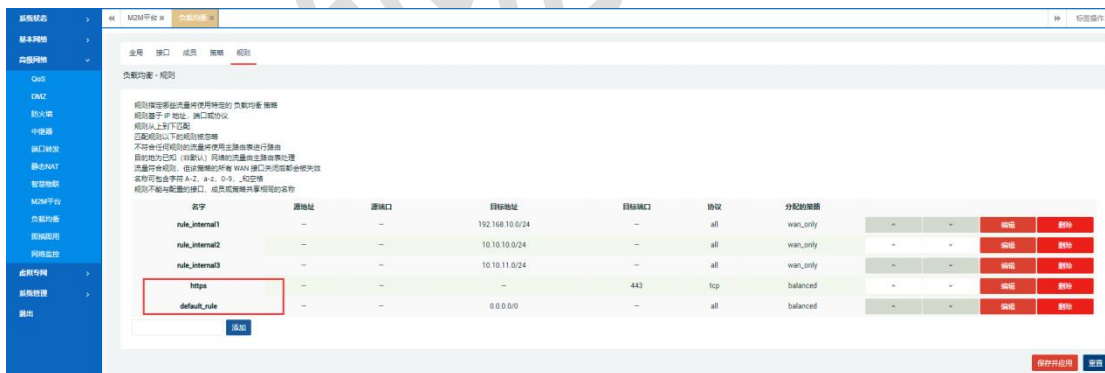 系统状态
基本网络
高级网络
QoS
DMZ
防火墙
中继器
端口转发
静态NAT
智慧物联
M2M平台
负载均衡
即插即用
网络监控
虚拟专网
系统管理
退出
M2M平台 × 负载均衡 × 标签操作
全局 接口 成员 策略 规则
负载均衡 - 规则
规则指定哪些流量将使用特定的 负载均衡 策略
规则基于 IP 地址、端口或协议
规则从上到下匹配
匹配规则以下的规则被忽略
不符合任何规则的流量将使用主路由表进行路由
目的地为已知（非默认）网络的流量由主路由表处理
流量符合规则，但该策略的所有 WAN 接口关闭后都会被失效
名称可包含字符 A-Z, a-z, 0-9, _和空格
规则不能与配置的接口、成员或策略共享相同的名称
名字 源地址 源端口 目标地址 目标端口 协议 分配的策略
rule_internal1 — — 192.168.10.0/24 — all wan_only 编辑 删除
rule_internal2 — — 10.10.10.0/24 — all wan_only 编辑 删除
rule_internal3 — — 10.10.11.0/24 — all wan_only 编辑 删除
https — — — 443 tcp balanced 编辑 删除
default_rule — — 0.0.0.0/0 — all balanced 编辑 删除
添加
保存并应用 重置